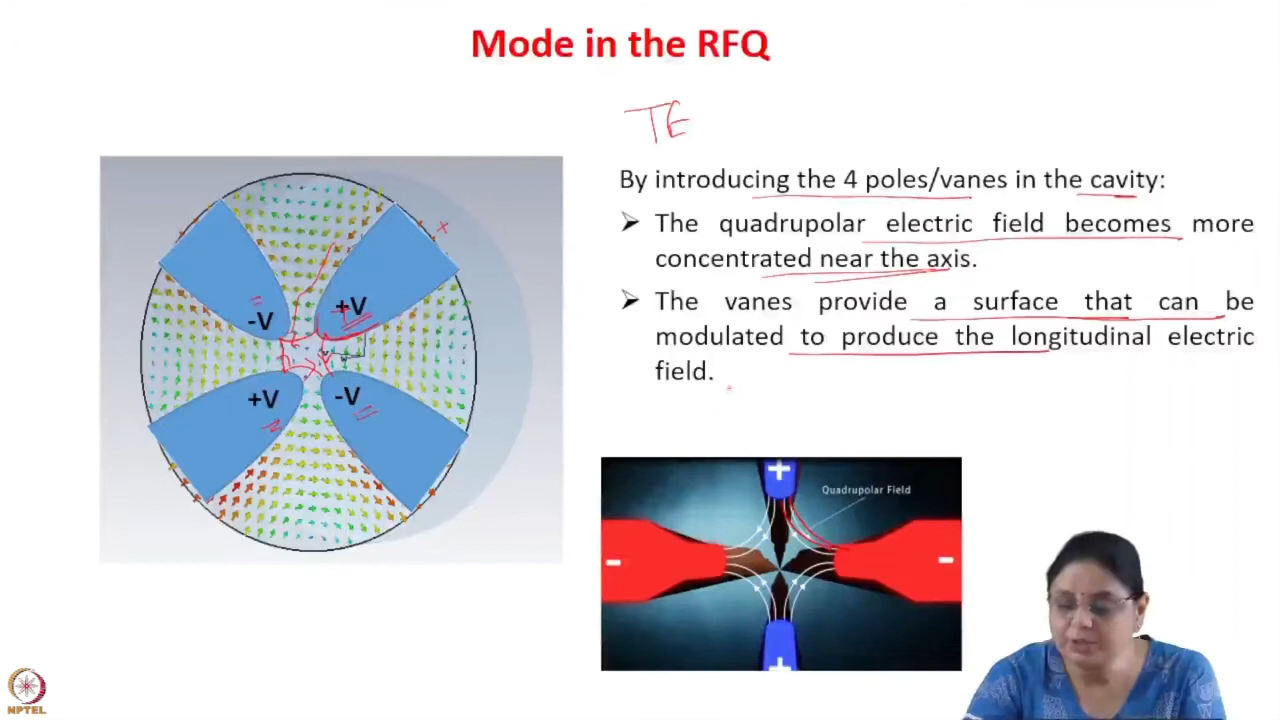 Mode in the RFQ
TE
By introducing the 4 poles/vanes in the cavity:
➢ The quadrupolar electric field becomes more
concentrated near the axis.
➢ The vanes provide a surface that can be
modulated to produce the longitudinal electric
field.
-V
+V
+V
-V
+
Quadrupolar Field
-
-
+
NPTEL